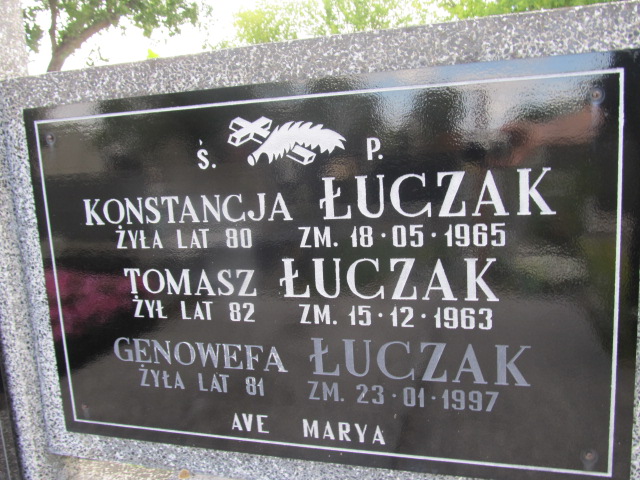 Ś. P.
KONSTANCJA ŁUCZAK
ŻYŁA LAT 80 ZM. 18·05·1965
TOMASZ ŁUCZAK
ŻYŁ LAT 82 ZM. 15·12·1963
GENOWEFA ŁUCZAK
ŻYŁA LAT 81 ZM. 23·01·1997
AVE MARYA